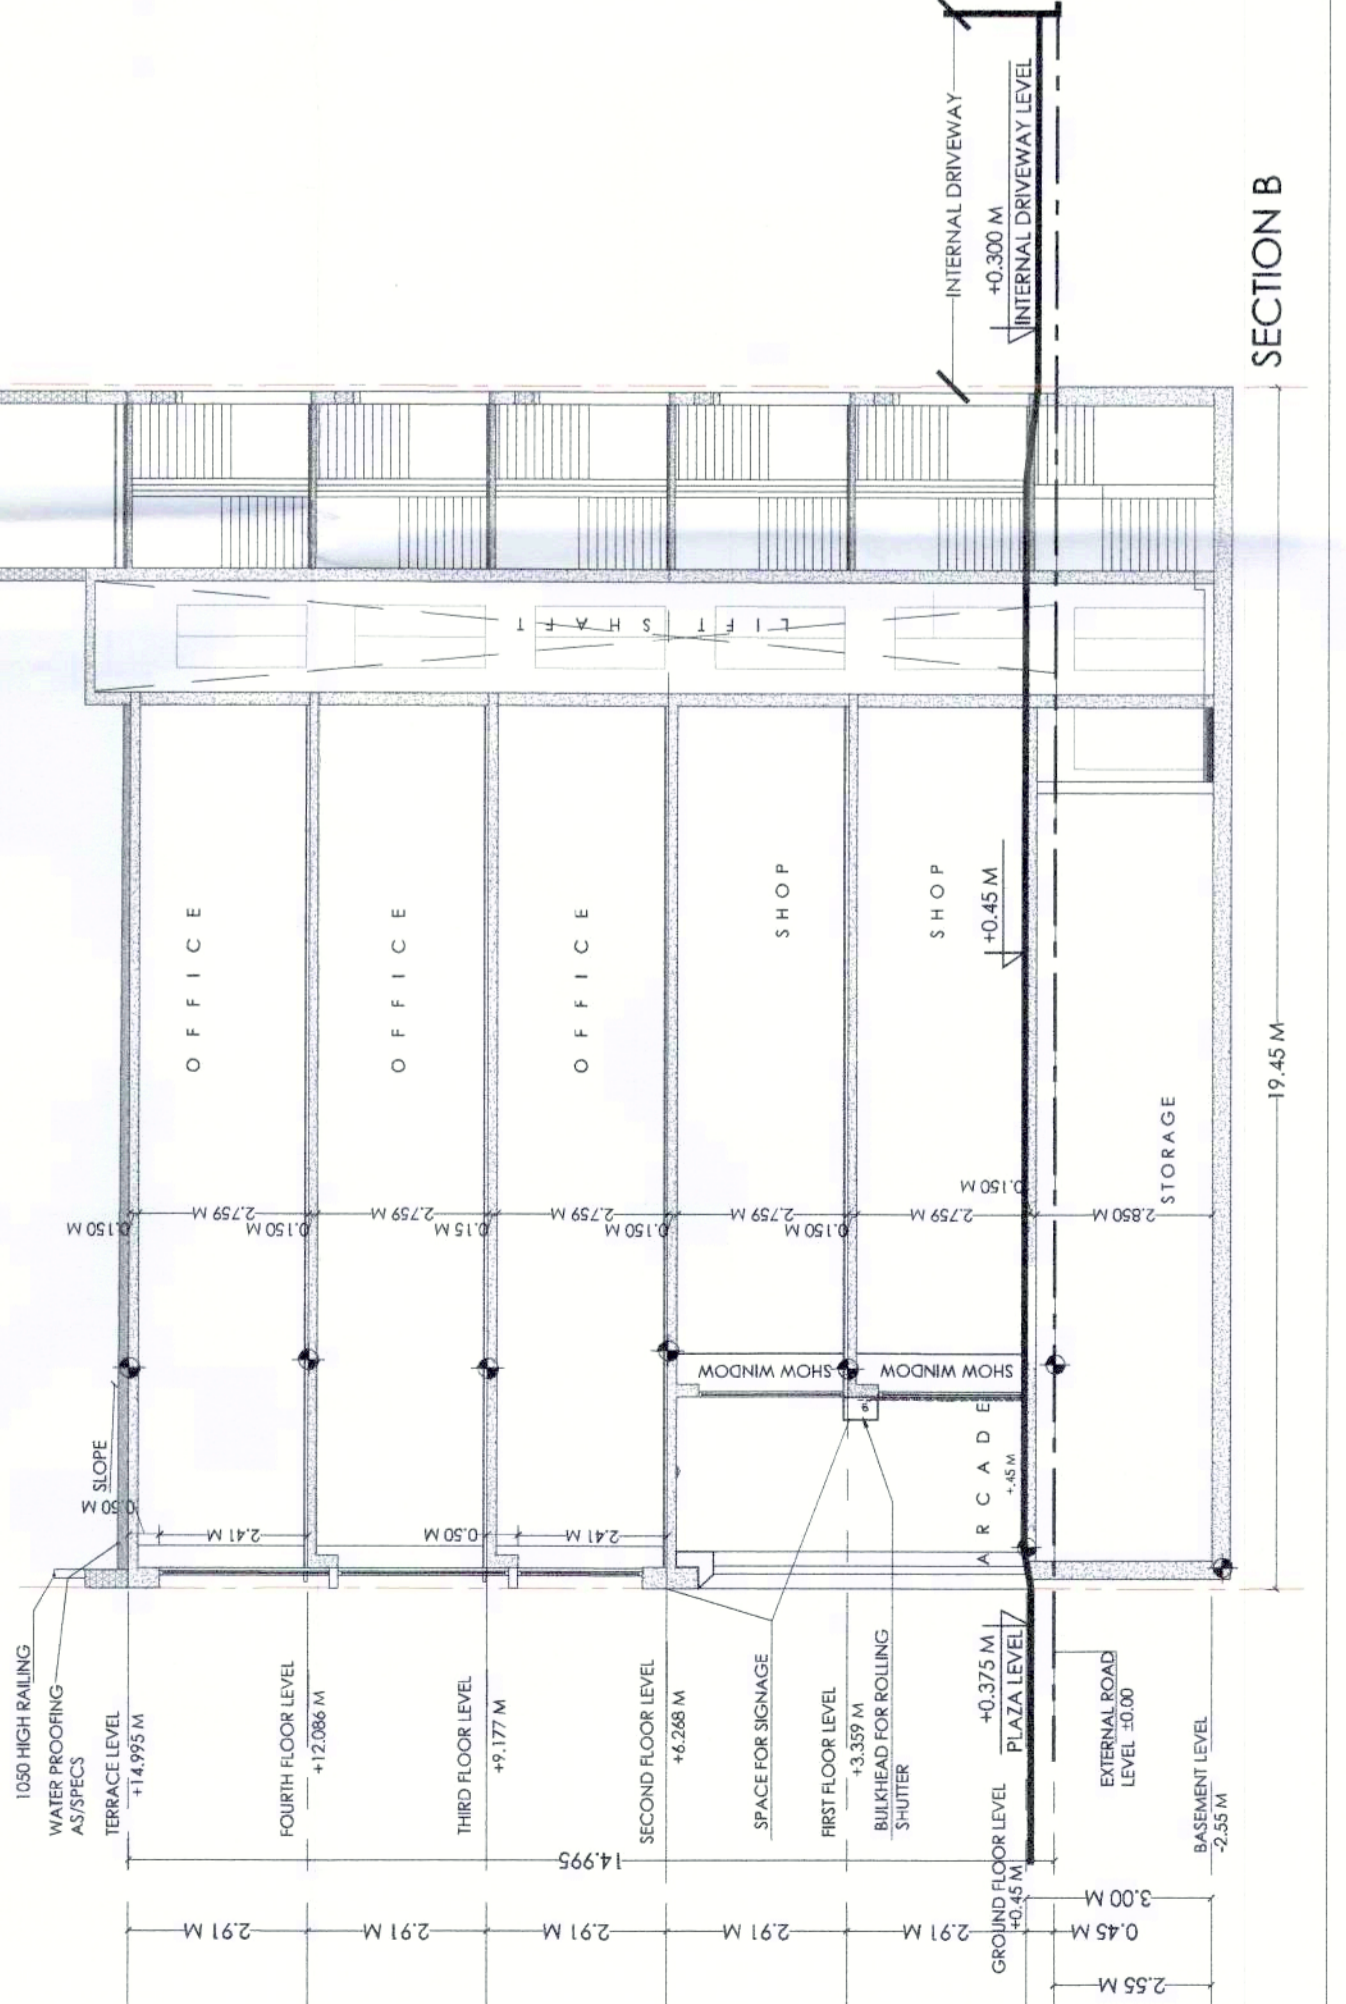 1050 HIGH RAILING
WATER PROOFING
AS/SPECS
TERRACE LEVEL
+14.995 M
FOURTH FLOOR LEVEL
+12.086 M
THIRD FLOOR LEVEL
+9.177 M
SECOND FLOOR LEVEL
+6.268 M
SPACE FOR SIGNAGE
FIRST FLOOR LEVEL
+3.359 M
BULKHEAD FOR ROLLING
SHUTTER
+0.375 M
PLAZA LEVEL
GROUND FLOOR LEVEL
+0.45 M
EXTERNAL ROAD
LEVEL ±0.00
BASEMENT LEVEL
-2.55 M
14.995
2.91 M
2.91 M
2.91 M
2.91 M
2.91 M
0.45 M
3.00 M
2.55 M
SLOPE
0.50 M
2.41 M
0.50 M
2.41 M
SHOW WINDOW
SHOW WINDOW
ARCADE
+.45 M
0.150 M
2.759 M
0.150 M
2.759 M
0.15 M
2.759 M
0.150 M
2.759 M
0.150 M
2.759 M
0.150 M
2.850 M
OFFICE
OFFICE
OFFICE
SHOP
SHOP
+0.45 M
STORAGE
LIFT SHAFT
INTERNAL DRIVEWAY
+0.300 M
INTERNAL DRIVEWAY LEVEL
19.45 M
SECTION B